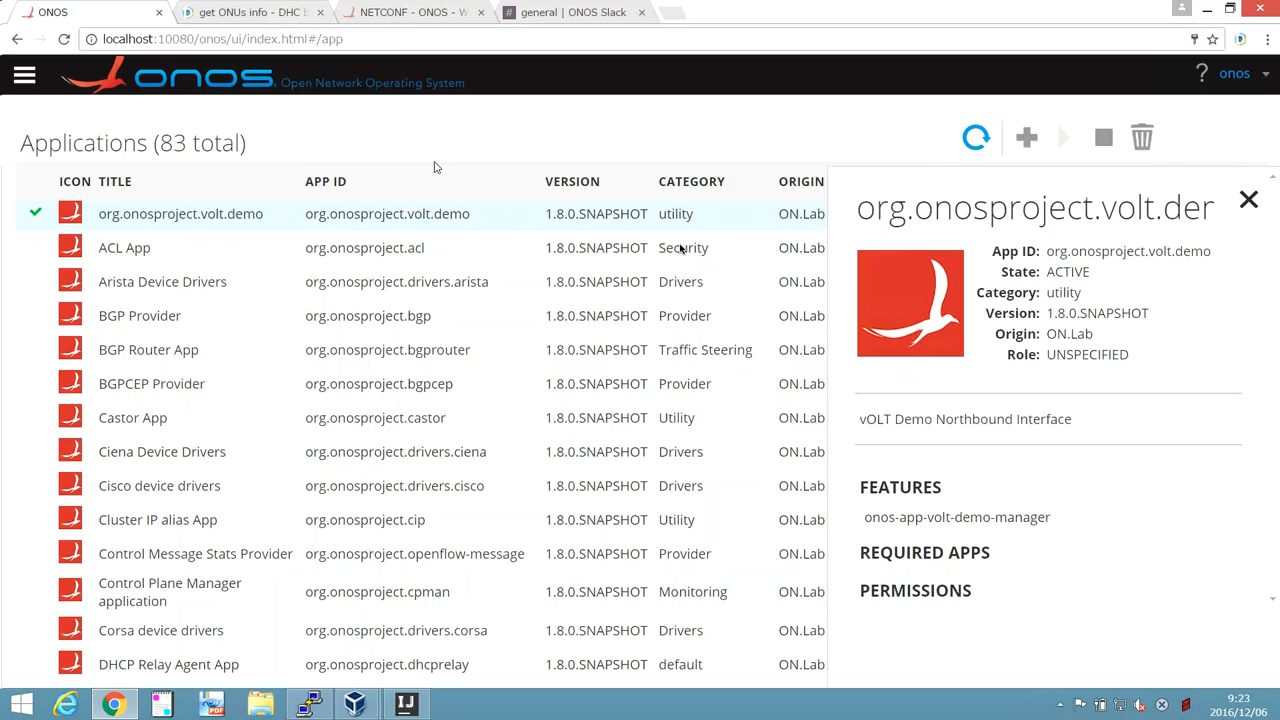 ONOS
get ONUs info - DHC
NETCONF - ONOS - W
general | ONOS Slack
localhost:10080/onos/ui/index.html#/app
onos
Open Network Operating System
? onos
Applications (83 total)
ICON TITLE APP ID VERSION CATEGORY ORIGIN
org.onosproject.volt.demo org.onosproject.volt.demo 1.8.0.SNAPSHOT utility ON.Lab
ACL App org.onosproject.acl 1.8.0.SNAPSHOT Security ON.Lab
Arista Device Drivers org.onosproject.drivers.arista 1.8.0.SNAPSHOT Drivers ON.Lab
BGP Provider org.onosproject.bgp 1.8.0.SNAPSHOT Provider ON.Lab
BGP Router App org.onosproject.bgprouter 1.8.0.SNAPSHOT Traffic Steering ON.Lab
BGPCEP Provider org.onosproject.bgpcep 1.8.0.SNAPSHOT Provider ON.Lab
Castor App org.onosproject.castor 1.8.0.SNAPSHOT Utility ON.Lab
Ciena Device Drivers org.onosproject.drivers.ciena 1.8.0.SNAPSHOT Drivers ON.Lab
Cisco device drivers org.onosproject.drivers.cisco 1.8.0.SNAPSHOT Drivers ON.Lab
Cluster IP alias App org.onosproject.cip 1.8.0.SNAPSHOT Utility ON.Lab
Control Message Stats Provider org.onosproject.openflow-message 1.8.0.SNAPSHOT Provider ON.Lab
Control Plane Manager
application org.onosproject.cpman 1.8.0.SNAPSHOT Monitoring ON.Lab
Corsa device drivers org.onosproject.drivers.corsa 1.8.0.SNAPSHOT Drivers ON.Lab
DHCP Relay Agent App org.onosproject.dhcprelay 1.8.0.SNAPSHOT default ON.Lab
org.onosproject.volt.der
App ID: org.onosproject.volt.demo
State: ACTIVE
Category: utility
Version: 1.8.0.SNAPSHOT
Origin: ON.Lab
Role: UNSPECIFIED
vOLT Demo Northbound Interface
FEATURES
onos-app-volt-demo-manager
REQUIRED APPS
PERMISSIONS
IJ
9:23
2016/12/06